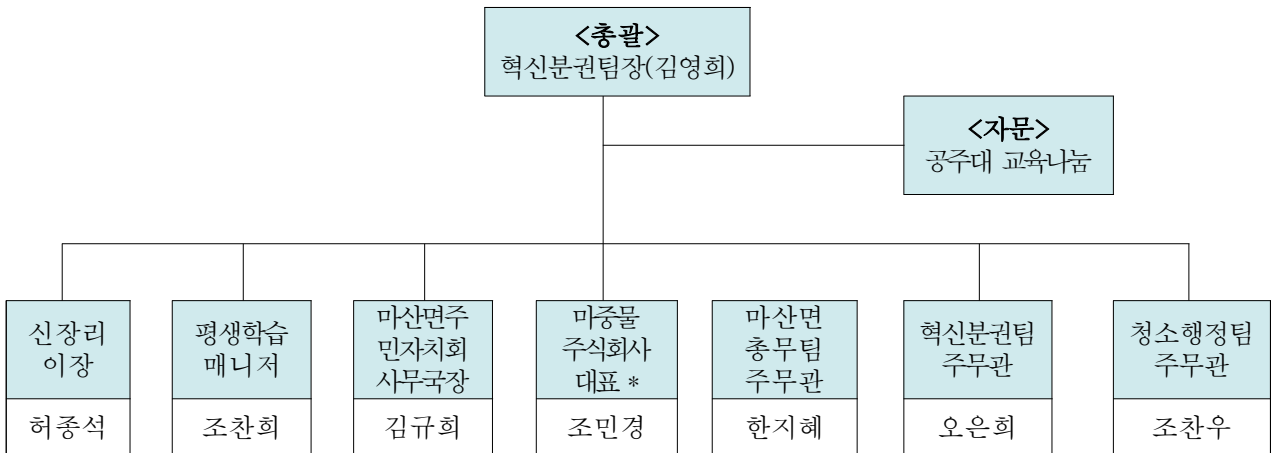 <총괄>
혁신분권팀장(김영희)
<자문>
공주대 교육나눔
신장리
이장
허종석
평생학습
매니저
조찬희
마산면주
민자치회
사무국장
김규희
마중물
주식회사
대표 *
조민경
마산면
총무팀
주무관
한지혜
혁신분권팀
주무관
오은희
청소행정팀
주무관
조찬우